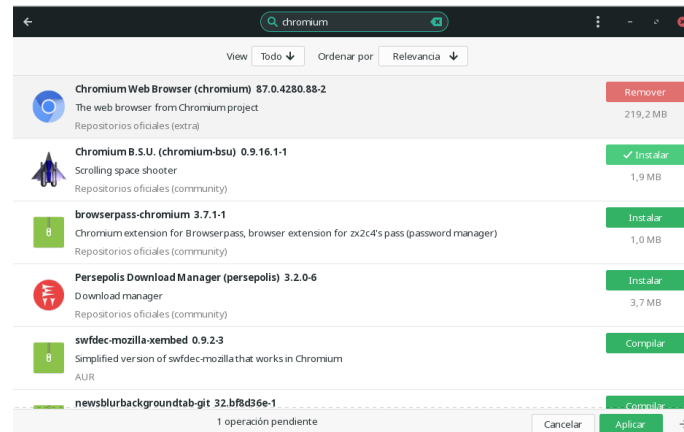 chromium
View Todo Ordenar por Relevancia
Chromium Web Browser (chromium) 87.0.4280.88-2
Remover
The web browser from Chromium project
219,2 MB
Repositorios oficiales (extra)
Chromium B.S.U. (chromium-bsu) 0.9.16.1-1
Instalar
Scrolling space shooter
1,9 MB
Repositorios oficiales (community)
browserpass-chromium 3.7.1-1
Instalar
Chromium extension for Browserpass, browser extension for zx2c4's pass (password manager)
1,0 MB
Repositorios oficiales (community)
Persepolis Download Manager (persepolis) 3.2.0-6
Instalar
Download manager
3,7 MB
Repositorios oficiales (community)
swfdec-mozilla-xembed 0.9.2-3
Compilar
Simplified version of swfdec-mozilla that works in Chromium
AUR
newsblurbackgroundtab-git 32.bf8d36e-1
Compilar
1 operación pendiente
Cancelar Aplicar